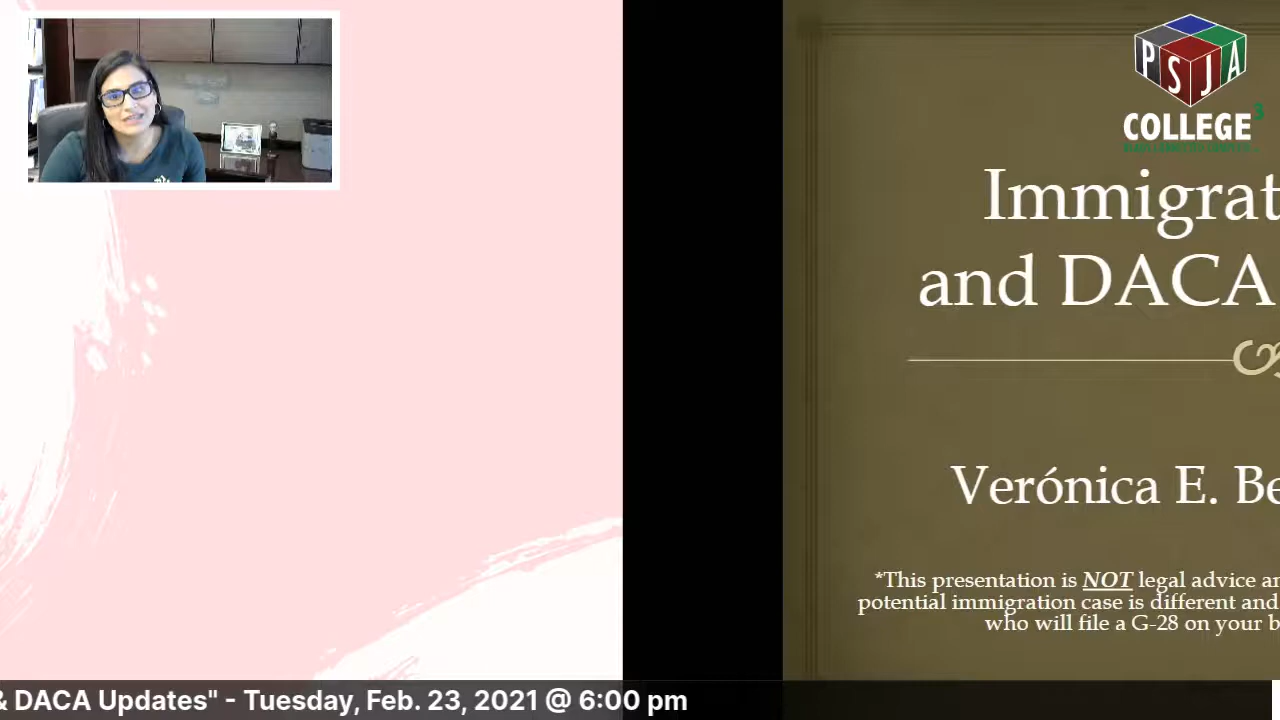 PSJA
COLLEGE³
Immigrat
and DACA
Verónica E. Be
*This presentation is NOT legal advice an
potential immigration case is different and
who will file a G-28 on your b
& DACA Updates" - Tuesday, Feb. 23, 2021 @ 6:00 pm